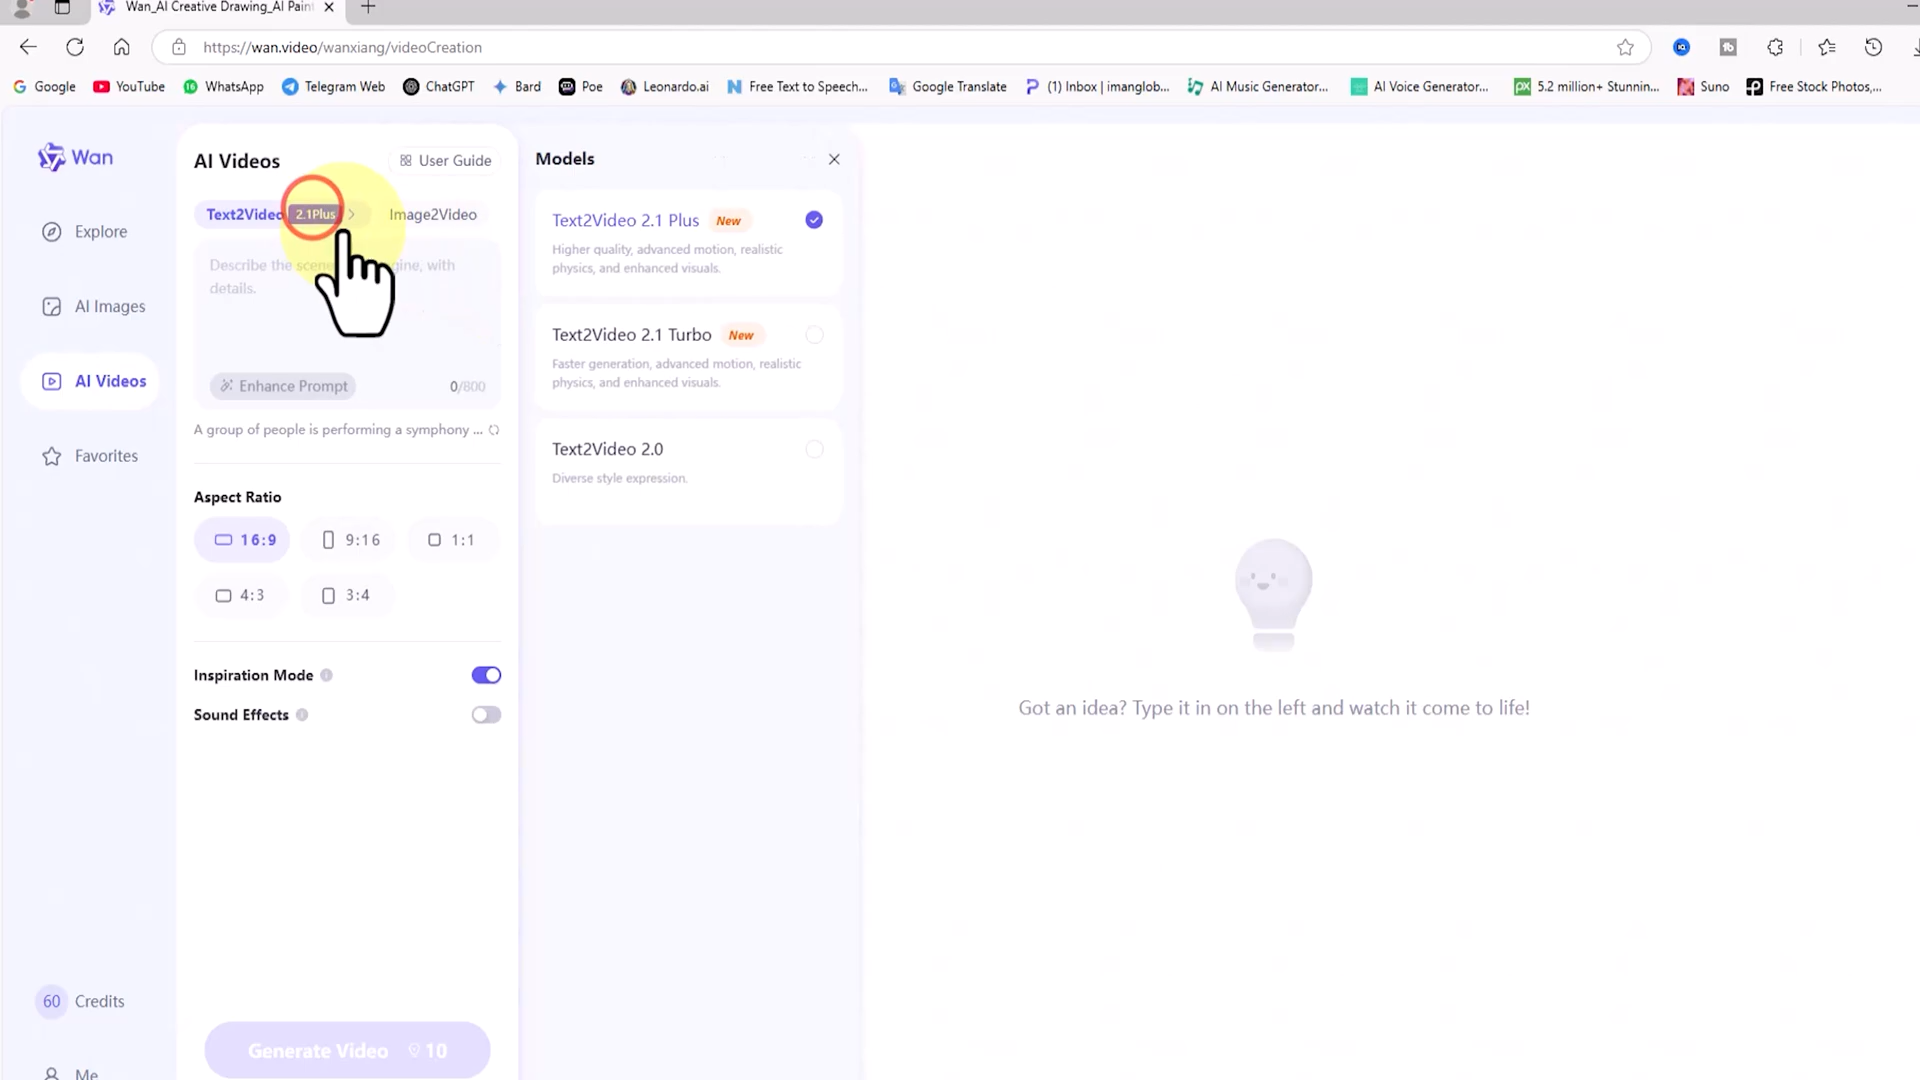 Wan_AI Creative Drawing_AI Pain
https://wan.video/wanxiang/videoCreation
Google
YouTube
WhatsApp
Telegram Web
ChatGPT
Bard
Poe
Leonardo.ai
Free Text to Speech...
Google Translate
(1) Inbox | imanglob...
AI Music Generator...
AI Voice Generator...
5.2 million+ Stunnin...
Suno
Free Stock Photos,...
Wan
Explore
AI Images
AI Videos
Favorites
60 Credits
Me
AI Videos
User Guide
Text2Video 2.1Plus
Image2Video
Describe the scene gine, with
details.
Enhance Prompt
0/800
A group of people is performing a symphony ...
Aspect Ratio
16:9
9:16
1:1
4:3
3:4
Inspiration Mode
Sound Effects
Generate Video 10
Models
Text2Video 2.1 Plus New
Higher quality, advanced motion, realistic
physics, and enhanced visuals.
Text2Video 2.1 Turbo New
Faster generation, advanced motion, realistic
physics, and enhanced visuals.
Text2Video 2.0
Diverse style expression.
Got an idea? Type it in on the left and watch it come to life!